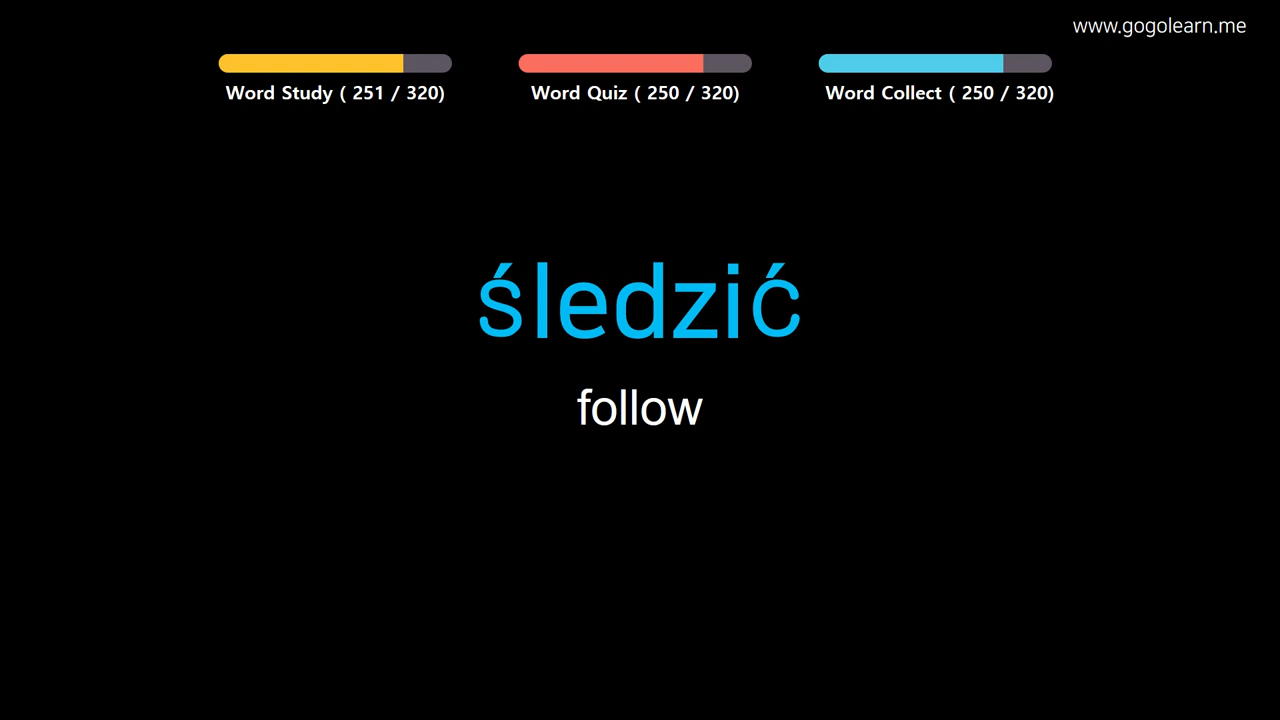 www.gogolearn.me
Word Study ( 251 / 320)
Word Quiz ( 250 / 320)
Word Collect ( 250 / 320)
śledzić
follow